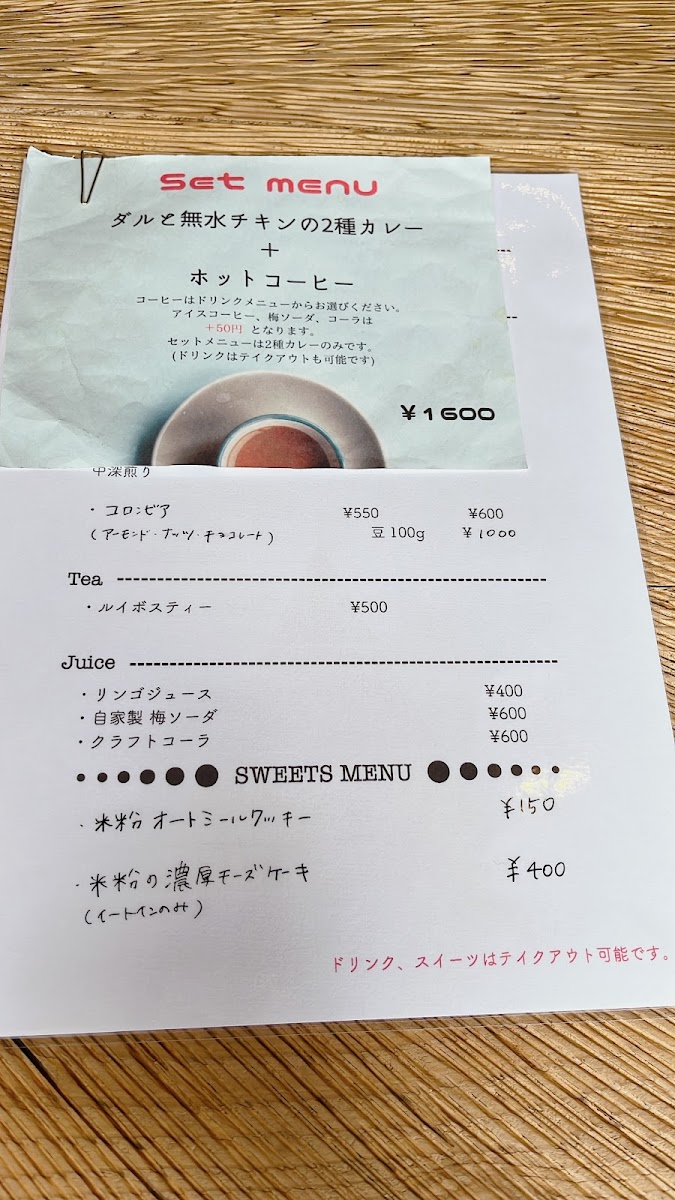 Set menu
ダルと無水チキンの2種カレー
＋
ホットコーヒー
コーヒーはドリンクメニューからお選びください。
アイスコーヒー、梅ソーダ、コーラは
＋50円 となります。
セットメニューは2種カレーのみです。
(ドリンクはテイクアウトも可能です)
¥1600
中深煎り
・コロンビア ¥550 ¥600
(アーモンド・ナッツ・チョコレート) 豆100g ¥1000
Tea
・ルイボスティー ¥500
Juice
・リンゴジュース ¥400
・自家製 梅ソーダ ¥600
・クラフトコーラ ¥600
SWEETS MENU
・米粉 オートミールクッキー ¥150
・米粉の濃厚チーズケーキ ¥400
(イートインのみ)
ドリンク、スイーツはテイクアウト可能です。